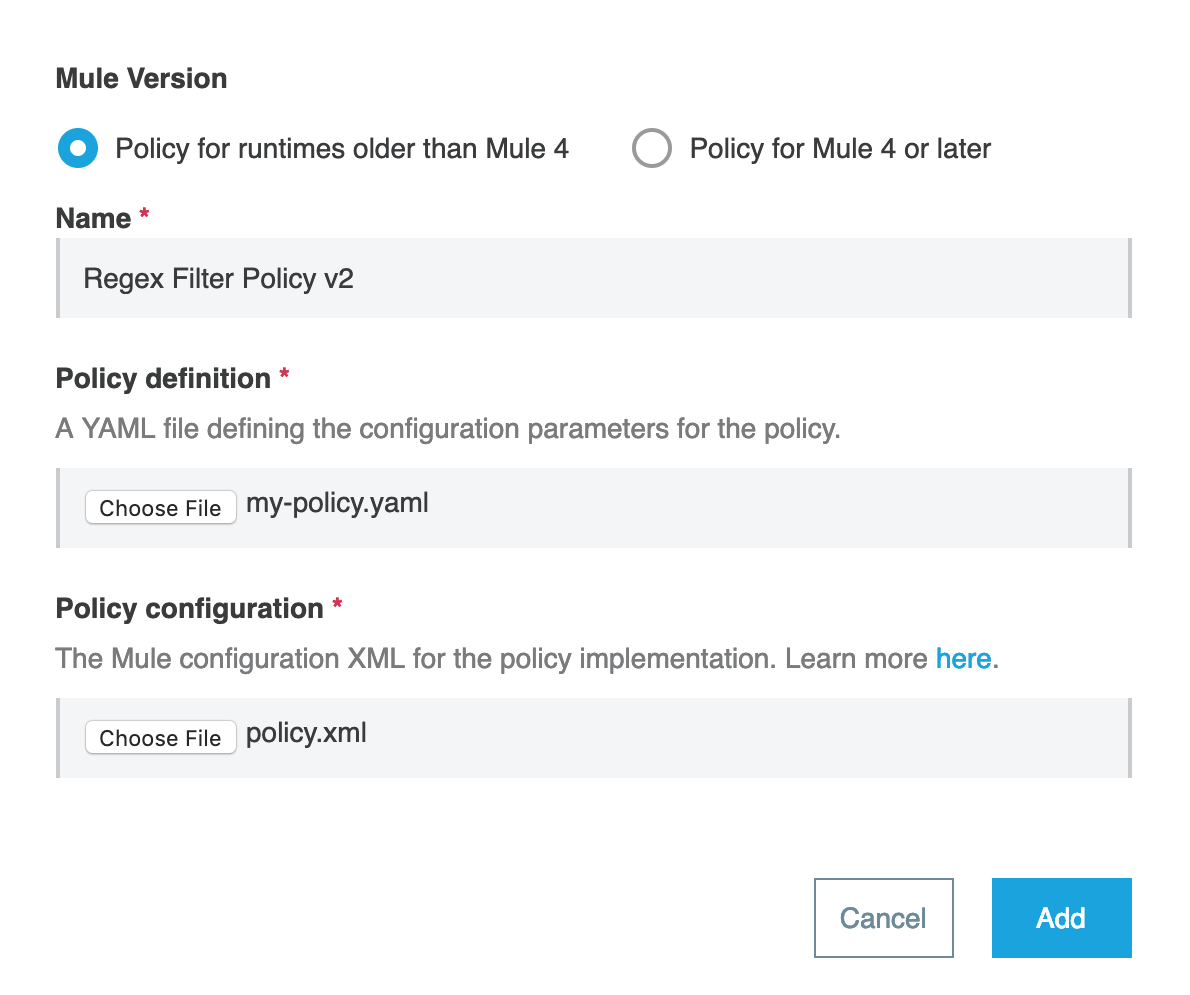 Mule Version
Policy for runtimes older than Mule 4 Policy for Mule 4 or later
Name *
Regex Filter Policy v2
Policy definition *
A YAML file defining the configuration parameters for the policy.
Choose File my-policy.yaml
Policy configuration *
The Mule configuration XML for the policy implementation. Learn more here.
Choose File policy.xml
Cancel Add